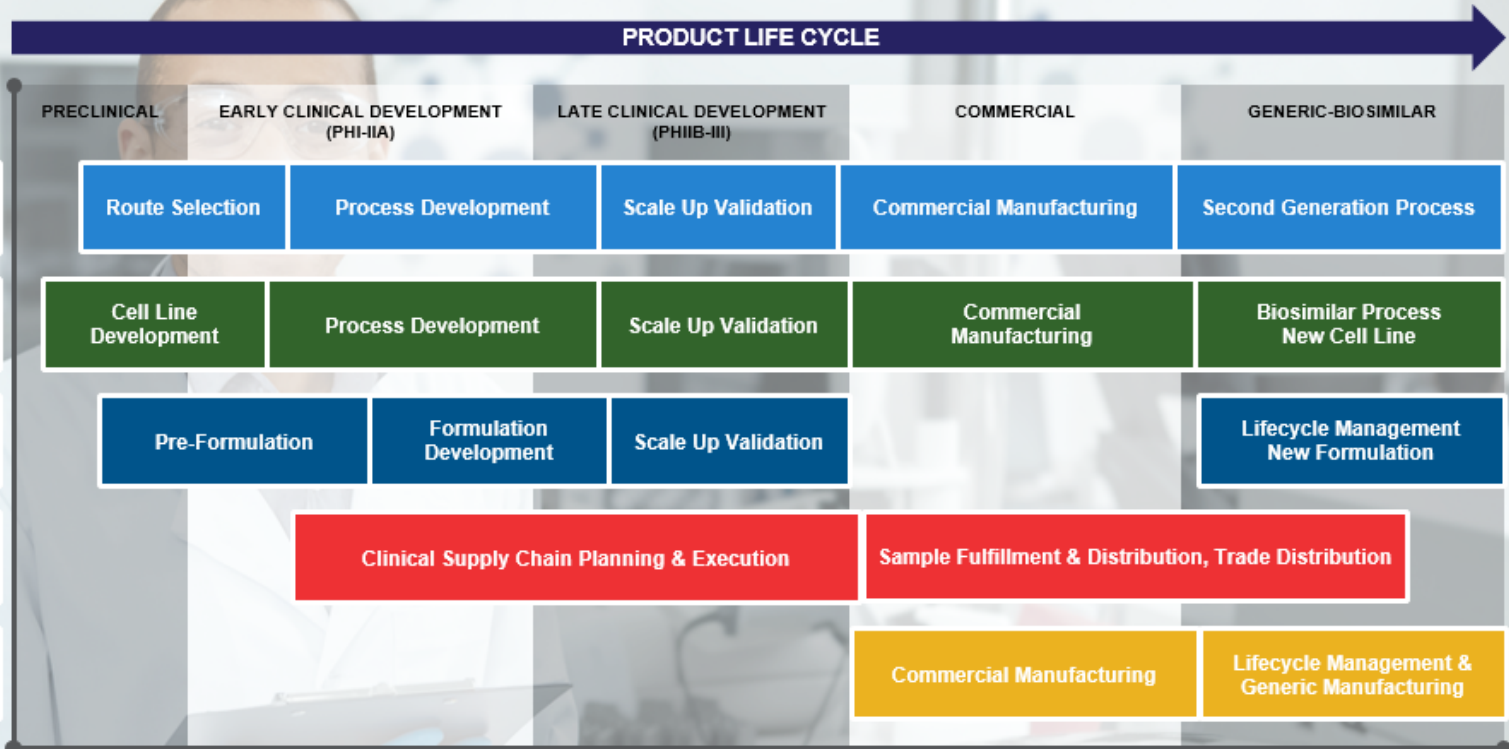 PRODUCT LIFE CYCLE
PRECLINICAL
EARLY CLINICAL DEVELOPMENT
(PHI-IIA)
LATE CLINICAL DEVELOPMENT
(PHIIB-III)
COMMERCIAL
GENERIC-BIOSIMILAR
Route Selection
Process Development
Scale Up Validation
Commercial Manufacturing
Second Generation Process
Cell Line
Development
Process Development
Scale Up Validation
Commercial
Manufacturing
Biosimilar Process
New Cell Line
Pre-Formulation
Formulation
Development
Scale Up Validation
Lifecycle Management
New Formulation
Clinical Supply Chain Planning & Execution
Sample Fulfillment & Distribution, Trade Distribution
Commercial Manufacturing
Lifecycle Management &
Generic Manufacturing